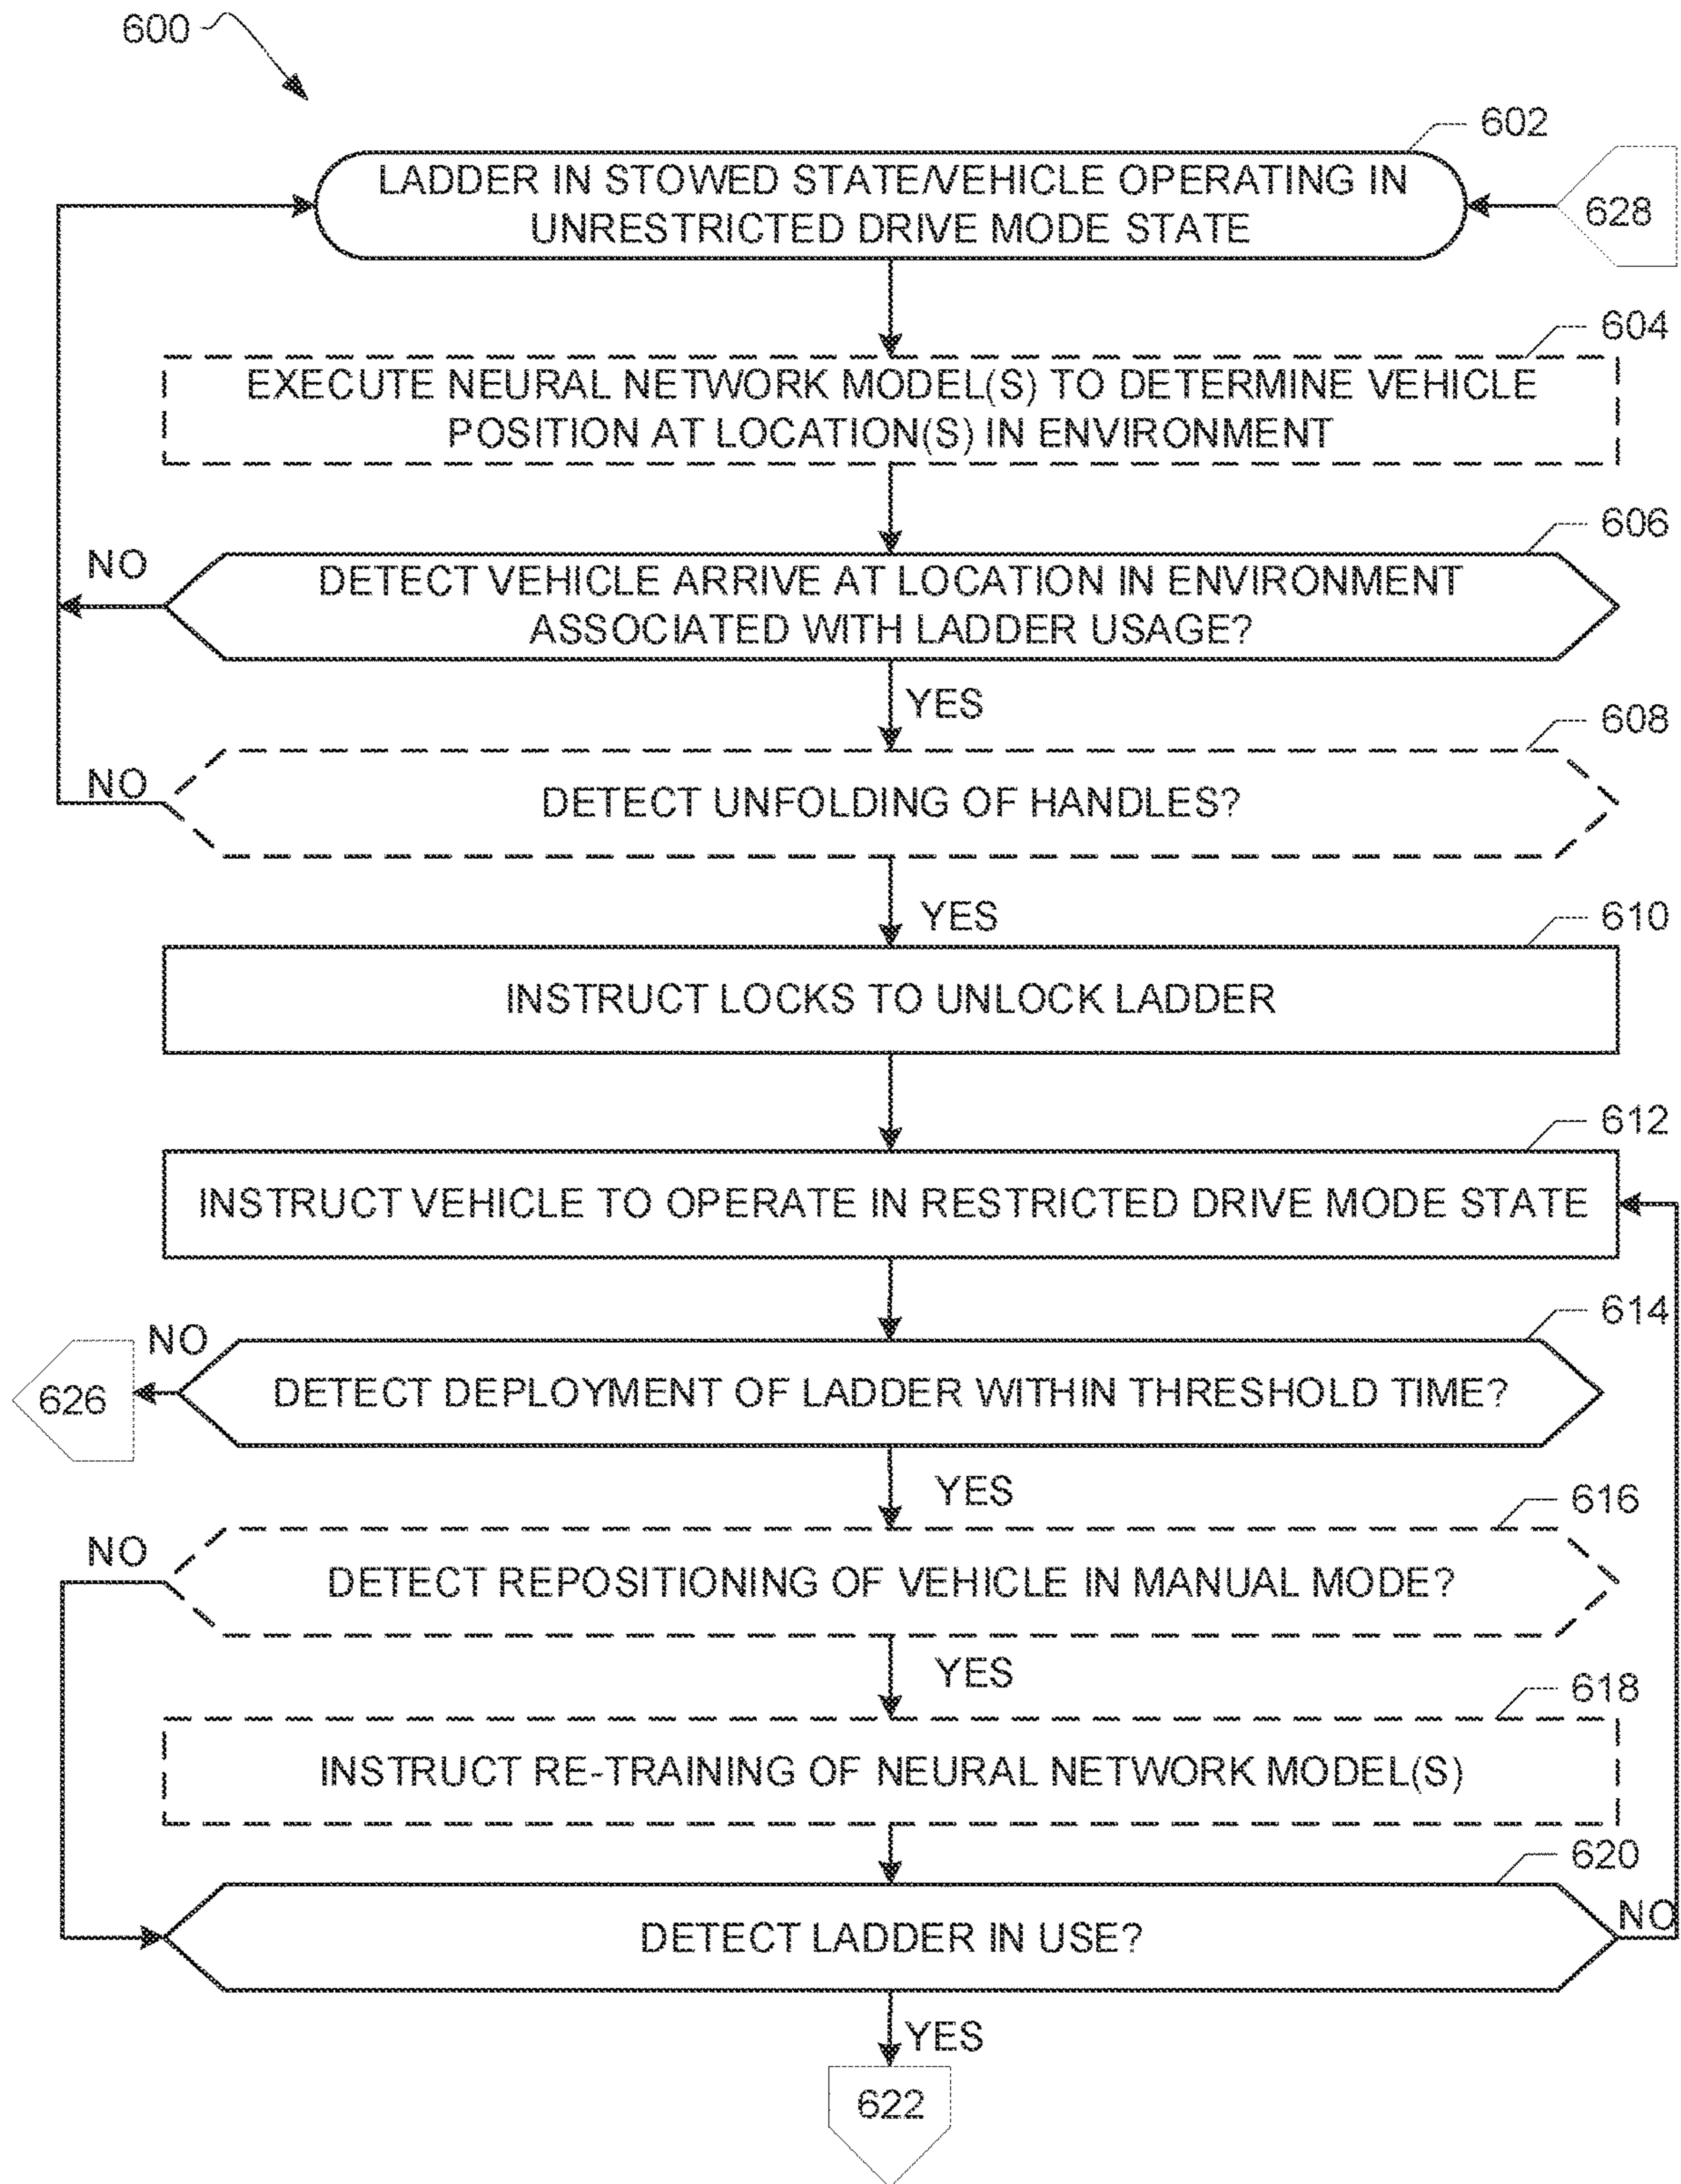 600
602
LADDER IN STOWED STATE/VEHICLE OPERATING IN
UNRESTRICTED DRIVE MODE STATE
628
604
EXECUTE NEURAL NETWORK MODEL(S) TO DETERMINE VEHICLE
POSITION AT LOCATION(S) IN ENVIRONMENT
606
NO
DETECT VEHICLE ARRIVE AT LOCATION IN ENVIRONMENT
ASSOCIATED WITH LADDER USAGE?
YES
608
NO
DETECT UNFOLDING OF HANDLES?
YES
610
INSTRUCT LOCKS TO UNLOCK LADDER
612
INSTRUCT VEHICLE TO OPERATE IN RESTRICTED DRIVE MODE STATE
614
NO
626
DETECT DEPLOYMENT OF LADDER WITHIN THRESHOLD TIME?
YES
616
NO
DETECT REPOSITIONING OF VEHICLE IN MANUAL MODE?
YES
618
INSTRUCT RE-TRAINING OF NEURAL NETWORK MODEL(S)
620
DETECT LADDER IN USE?
NO
YES
622